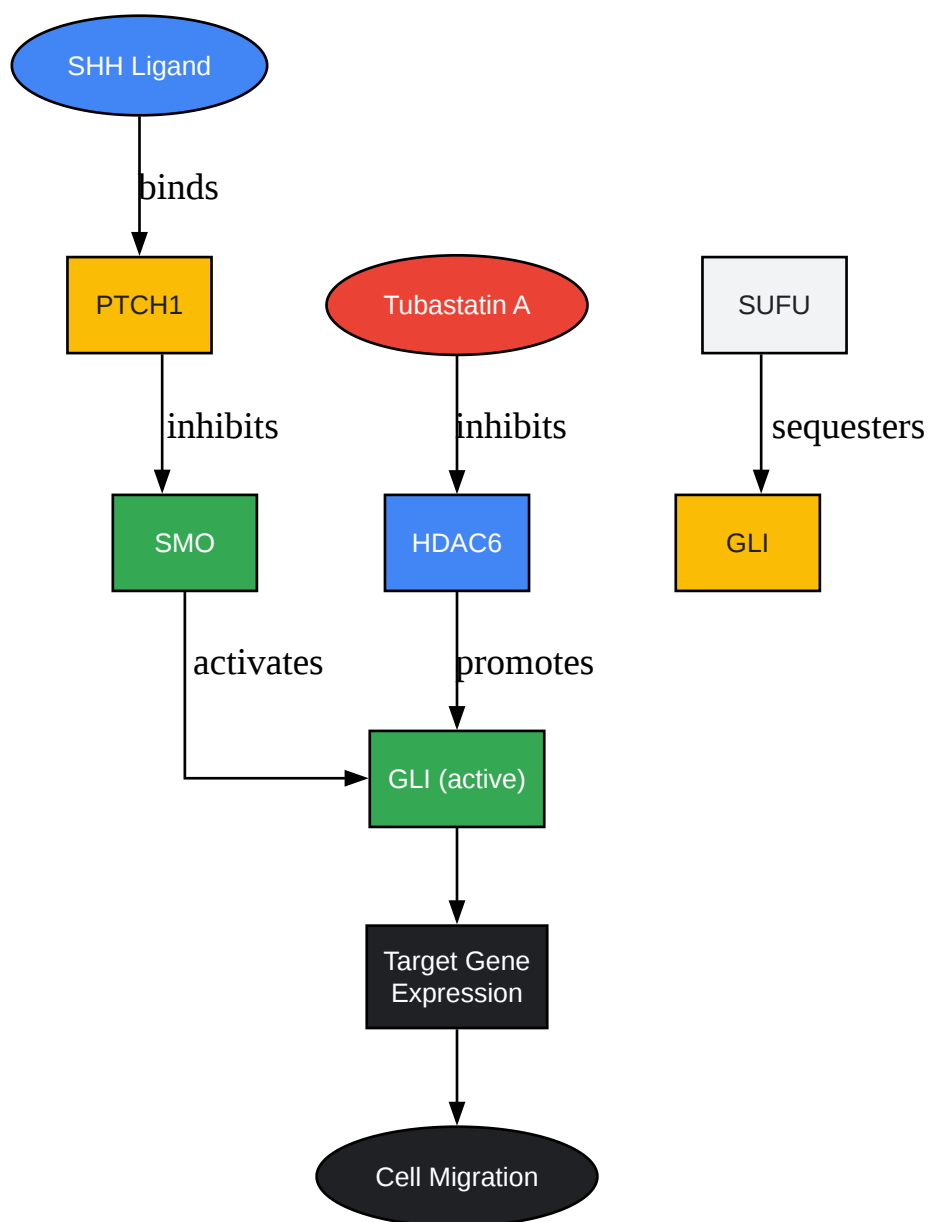 SHH Ligand
binds
PTCH1
Tubastatin A
SUFU
inhibits
inhibits
sequesters
SMO
HDAC6
GLI
activates
promotes
GLI (active)
Target Gene
Expression
Cell Migration